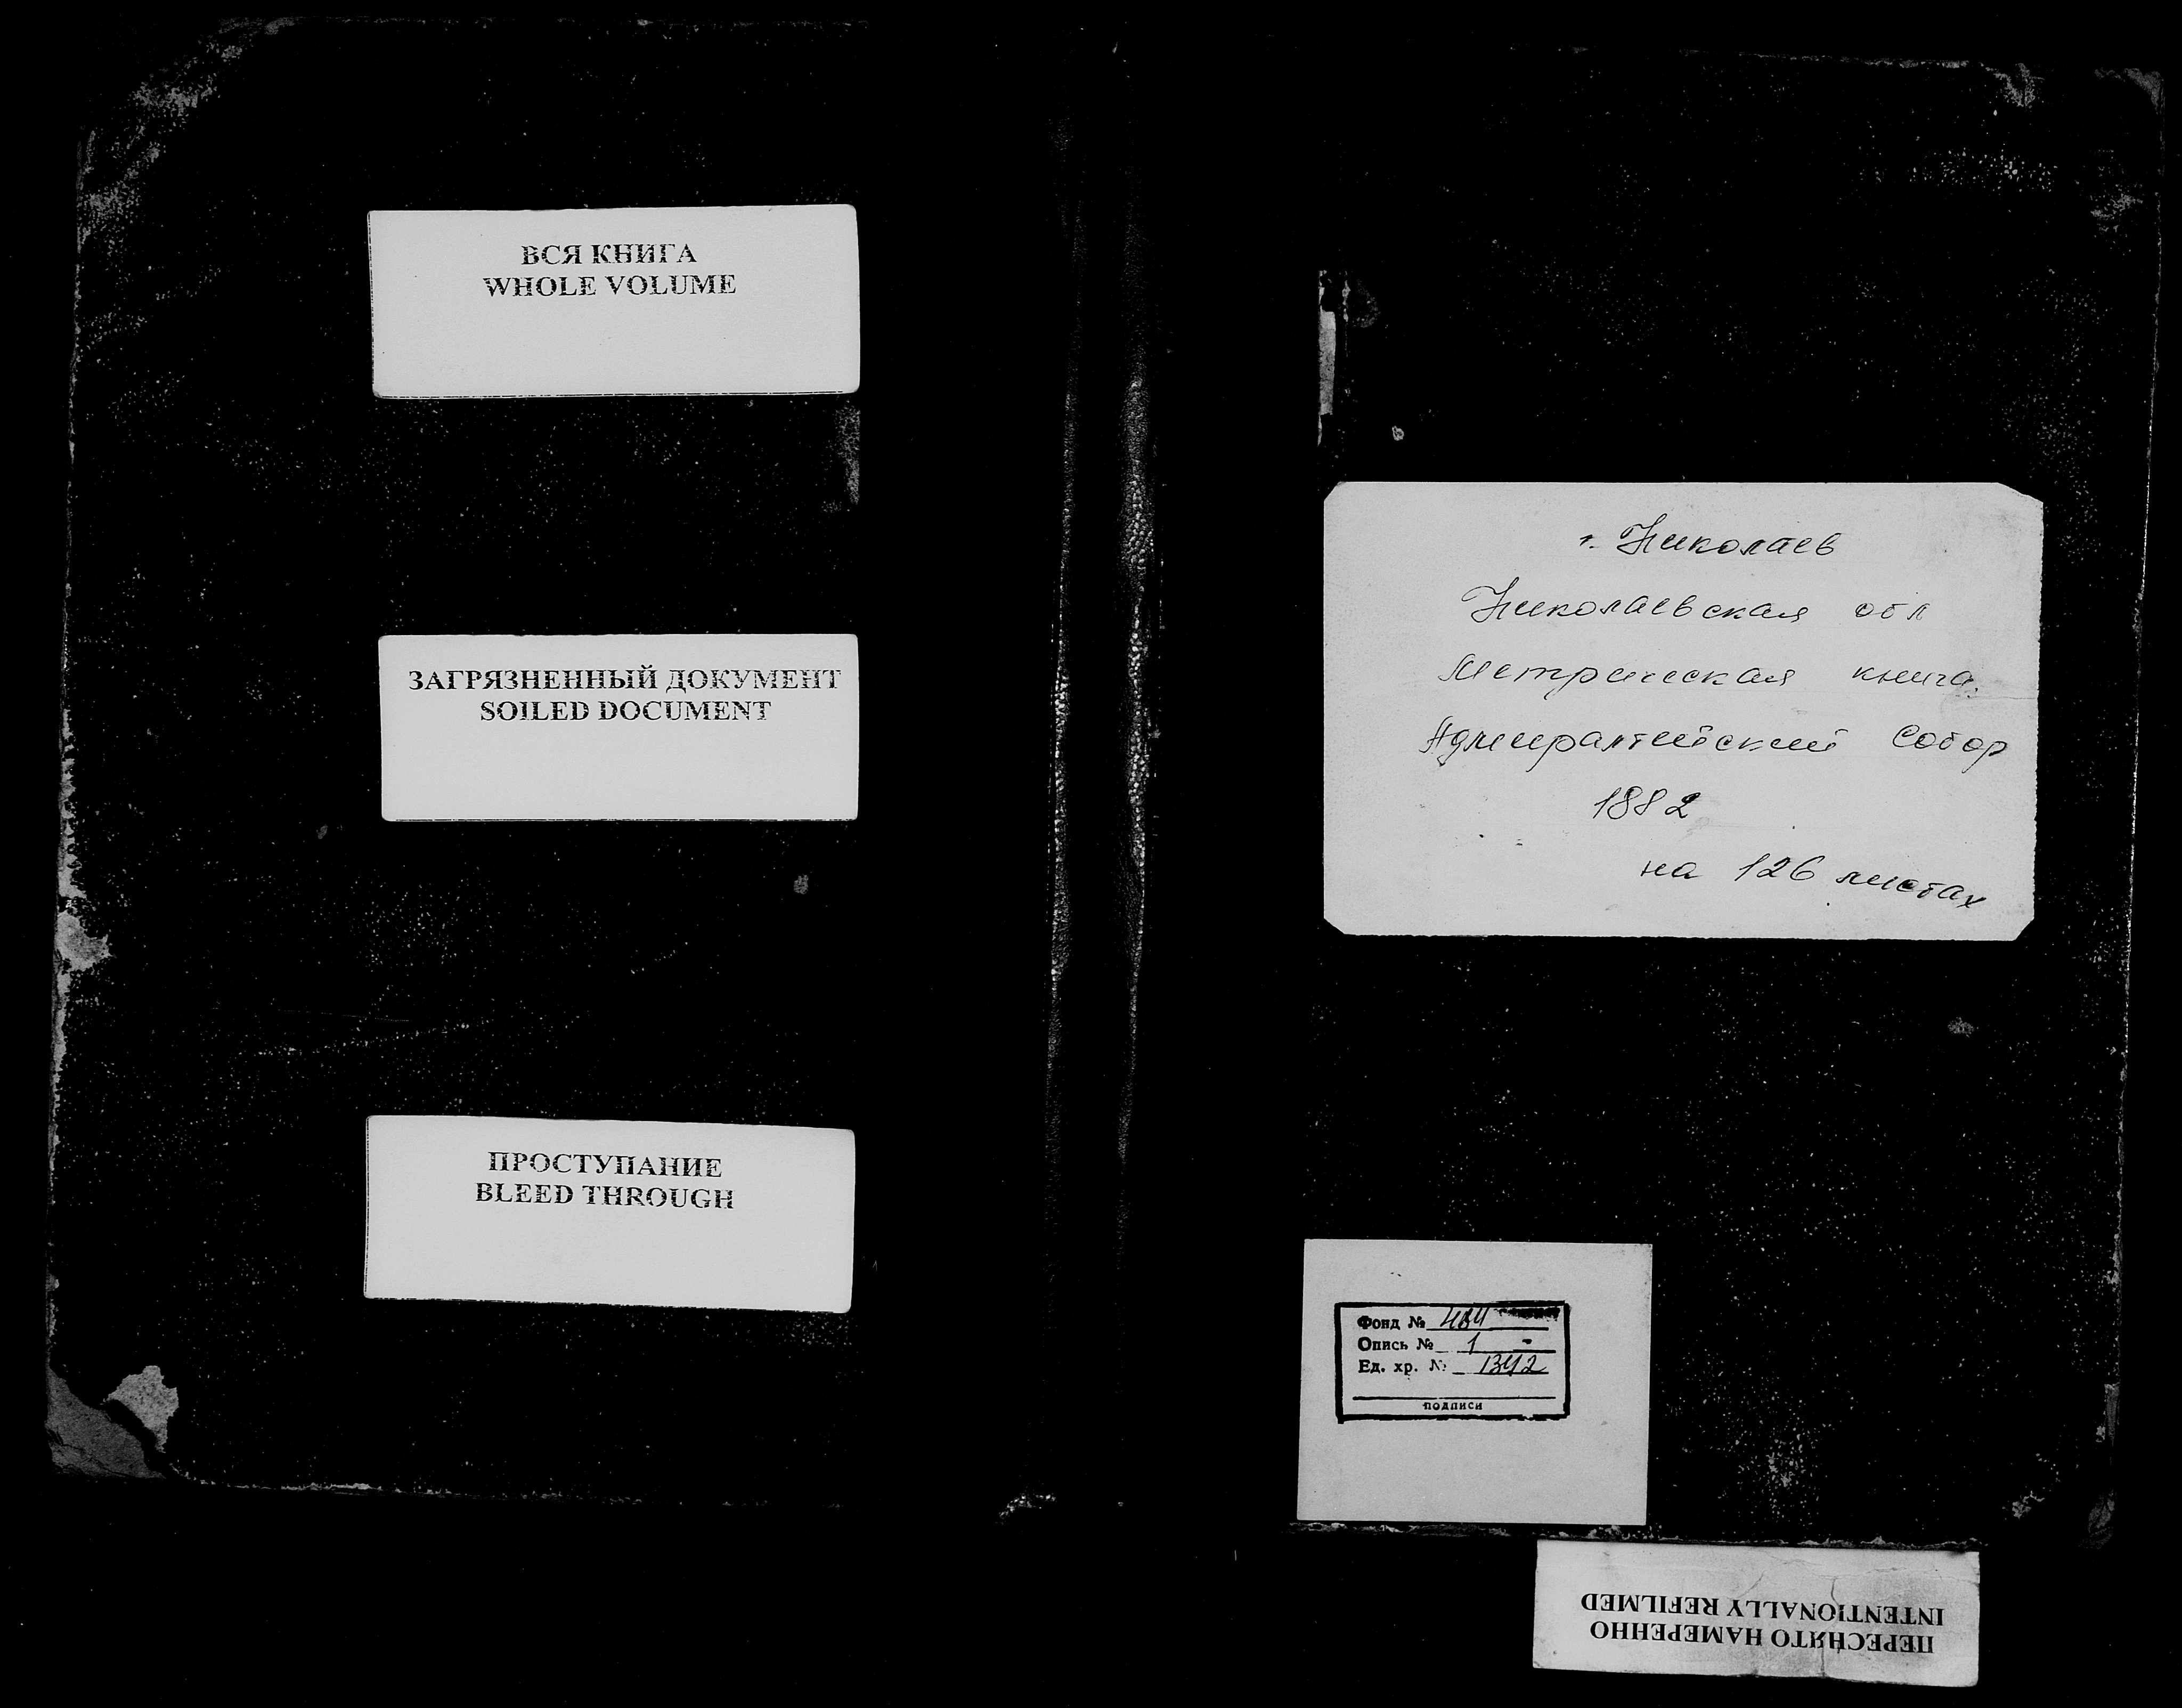 ВСЯ КНИГА
WHOLE VOLUME
ЗАГРЯЗНЕННЫЙ ДОКУМЕНТ
SOILED DOCUMENT
ПРОСТУПАНИЕ
BLEED THROUGH
г. Николаев
Николаевская обл
Метрическая книга.
Адмиралтейский Собор
1882
на 126 листах
Фонд № 484
Опись № 1 -
Ед. хр. № 1342
подписи
ПЕРЕСНЯТО НАМЕРЕННО
INTENTIONALLY REFILMED